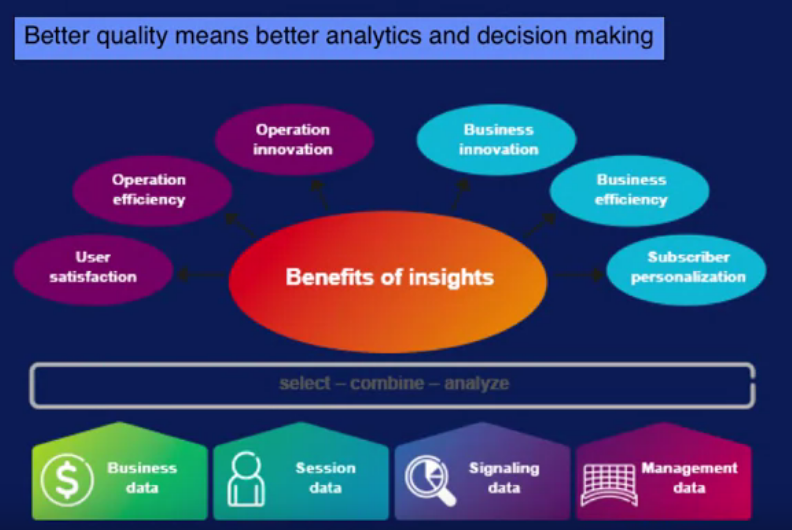 Better quality means better analytics and decision making
Operation
innovation
Business
innovation
Operation
efficiency
Business
efficiency
User
satisfaction
Benefits of insights
Subscriber
personalization
select – combine – analyze
Business
data
Session
data
Signaling
data
Management
data
$